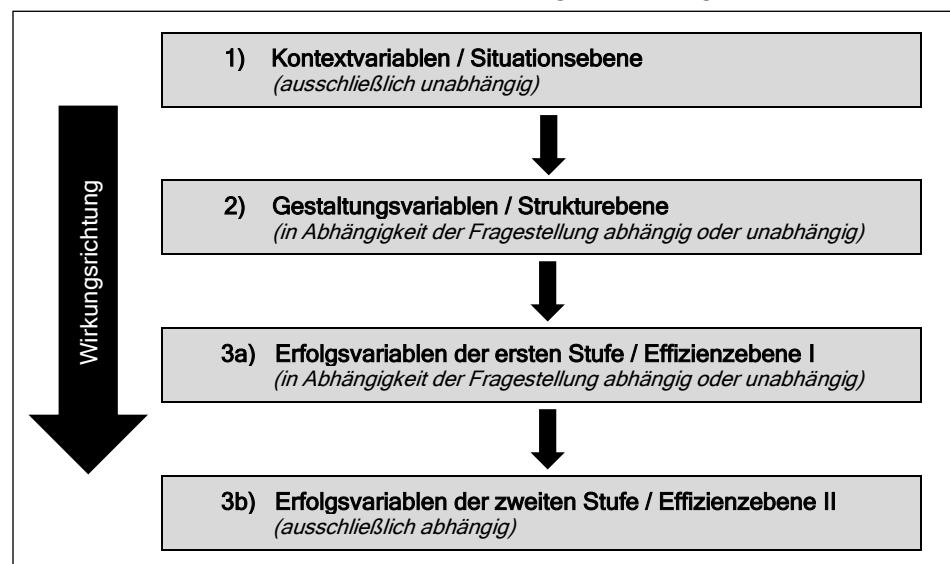 1) Kontextvariablen / Situationsebene
(ausschließlich unabhängig)
2) Gestaltungsvariablen / Strukturebene
(in Abhängigkeit der Fragestellung abhängig oder unabhängig)
Wirkungsrichtung
3a) Erfolgsvariablen der ersten Stufe / Effizienzebene I
(in Abhängigkeit der Fragestellung abhängig oder unabhängig)
3b) Erfolgsvariablen der zweiten Stufe / Effizienzebene II
(ausschließlich abhängig)